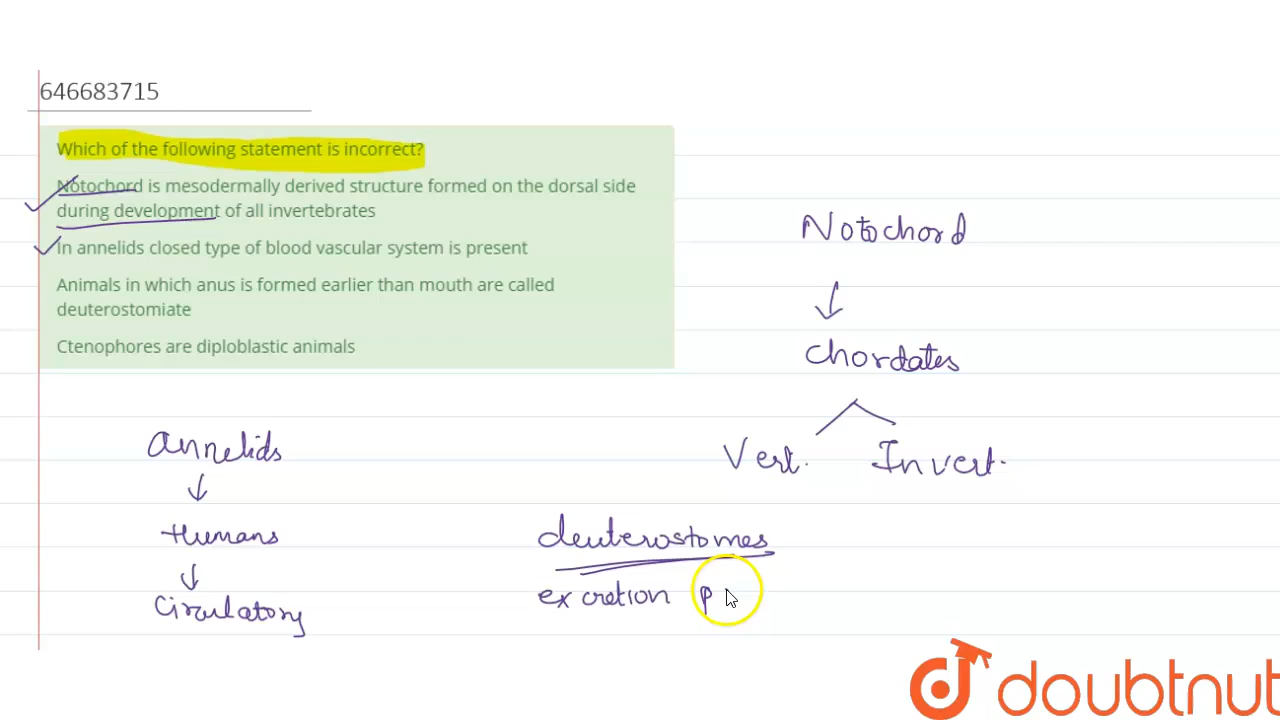 646683715
Which of the following statement is incorrect?
Notochord is mesodermally derived structure formed on the dorsal side
during development of all invertebrates
In annelids closed type of blood vascular system is present
Animals in which anus is formed earlier than mouth are called
deuterostomiate
Ctenophores are diploblastic animals
Notochord
Chordates
Vert. Invert.
Annelids
Humans
Circulatory
deuterostomes
excretion p
doubtnut